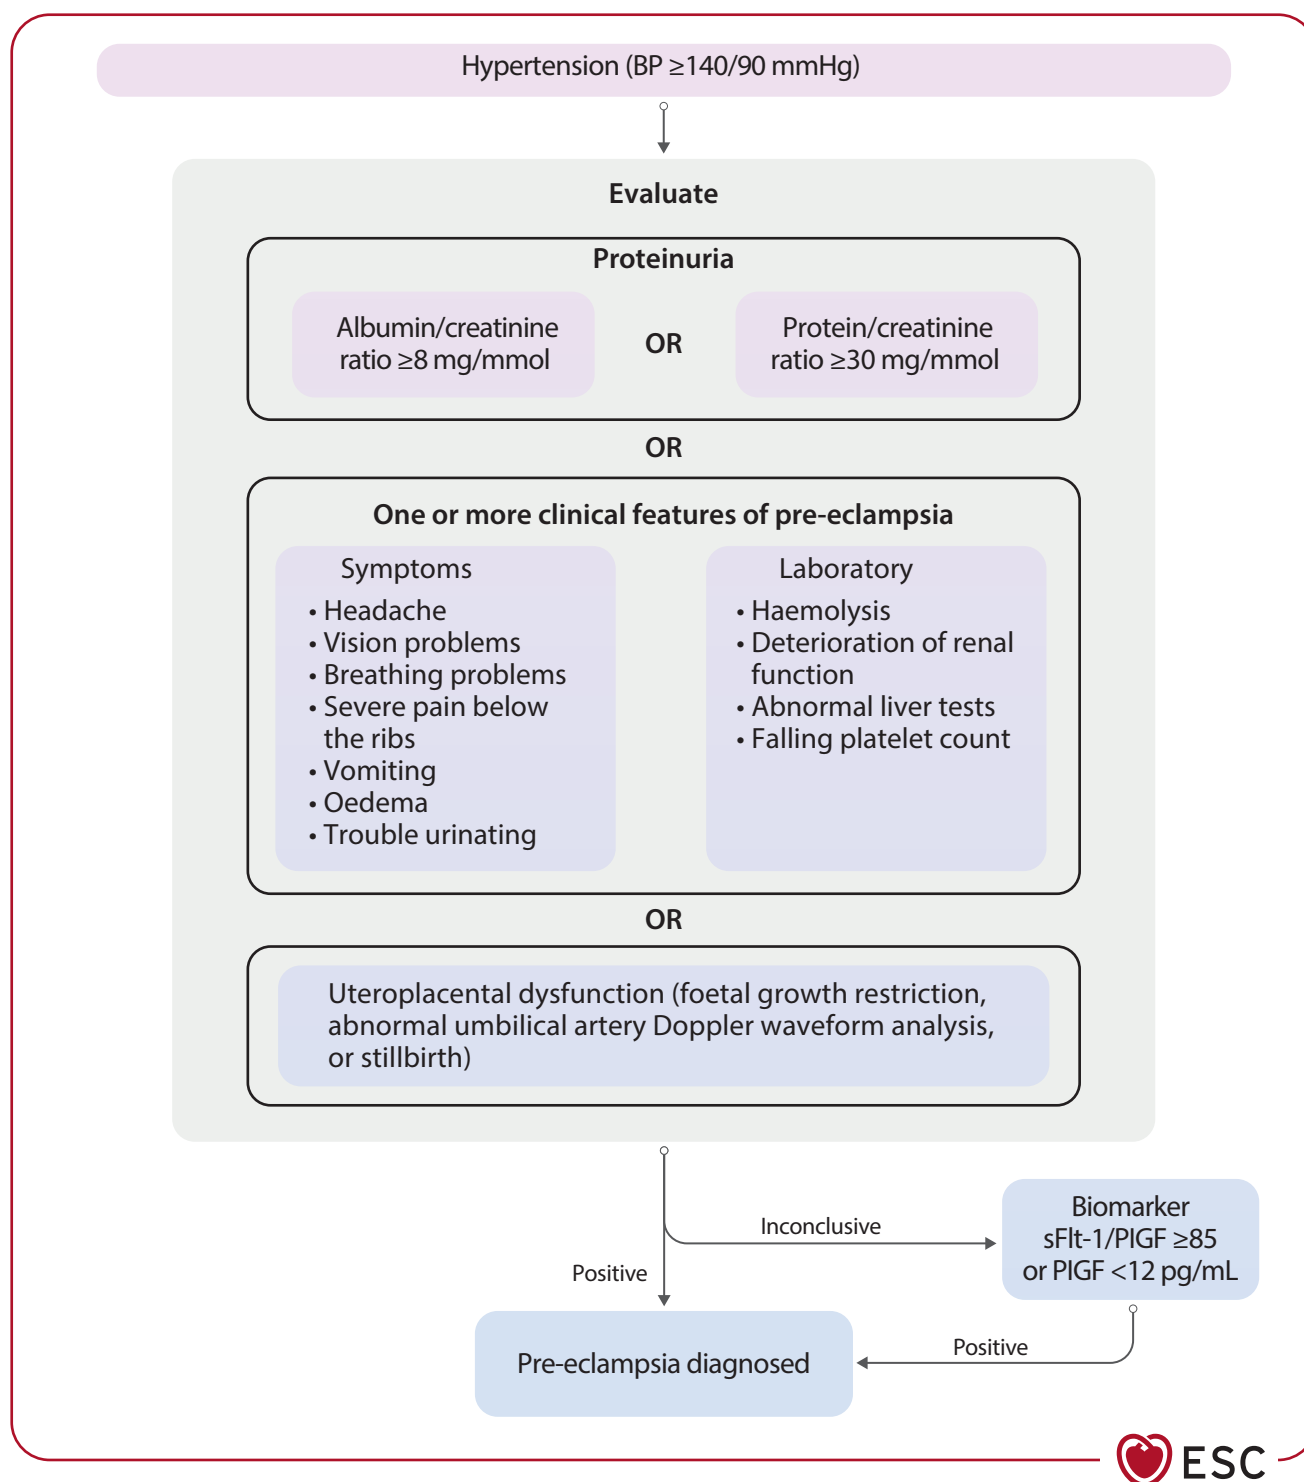 Hypertension (BP ≥140/90 mmHg)
Evaluate
Proteinuria
Albumin/creatinine
ratio ≥8 mg/mmol
OR
Protein/creatinine
ratio ≥30 mg/mmol
OR
One or more clinical features of pre-eclampsia
Symptoms
• Headache
• Vision problems
• Breathing problems
• Severe pain below
the ribs
• Vomiting
• Oedema
• Trouble urinating
Laboratory
• Haemolysis
• Deterioration of renal
function
• Abnormal liver tests
• Falling platelet count
OR
Uteroplacental dysfunction (foetal growth restriction,
abnormal umbilical artery Doppler waveform analysis,
or stillbirth)
Inconclusive
Biomarker
sFlt-1/PIGF ≥85
or PIGF <12 pg/mL
Positive
Pre-eclampsia diagnosed
Positive
ESC